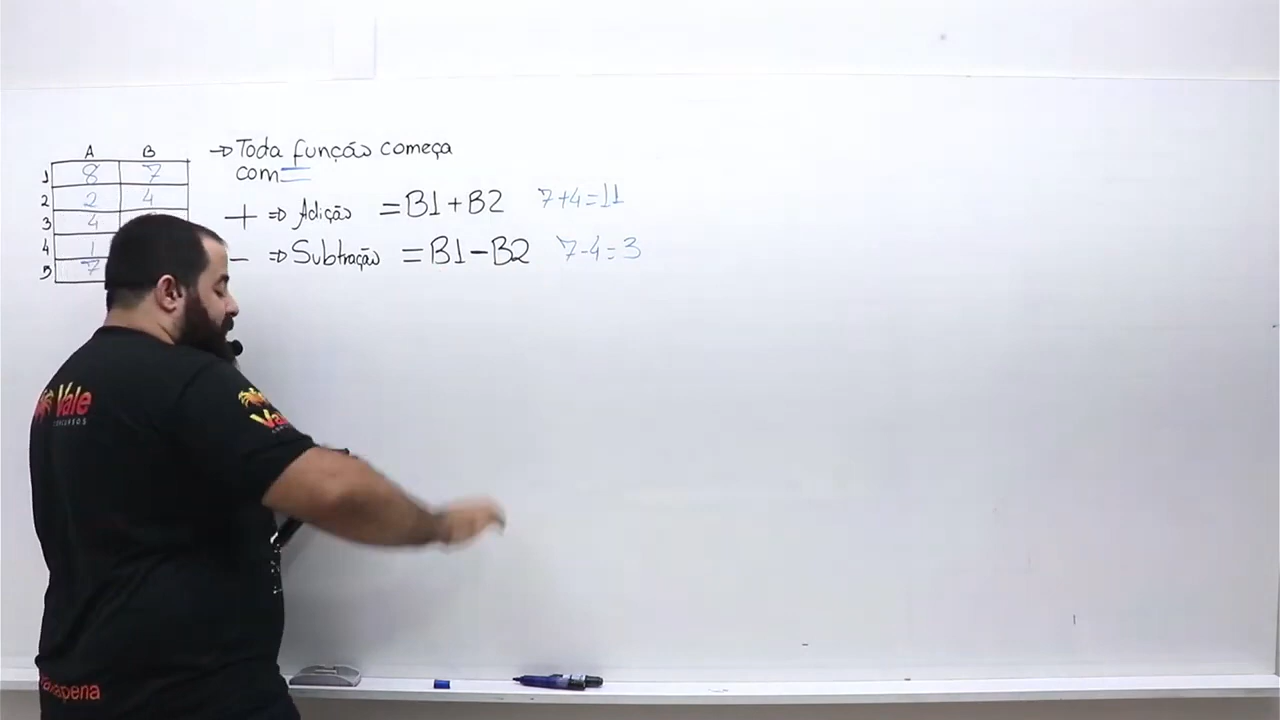 A B
1 8 7
2 2 4
3 4
4 1
5 7
→ Toda função começa
com =
+ ⇒ Adição =B1+B2 7+4=11
- ⇒ Subtração =B1-B2 7-4=3
Vale
CONCURSOS
Vale